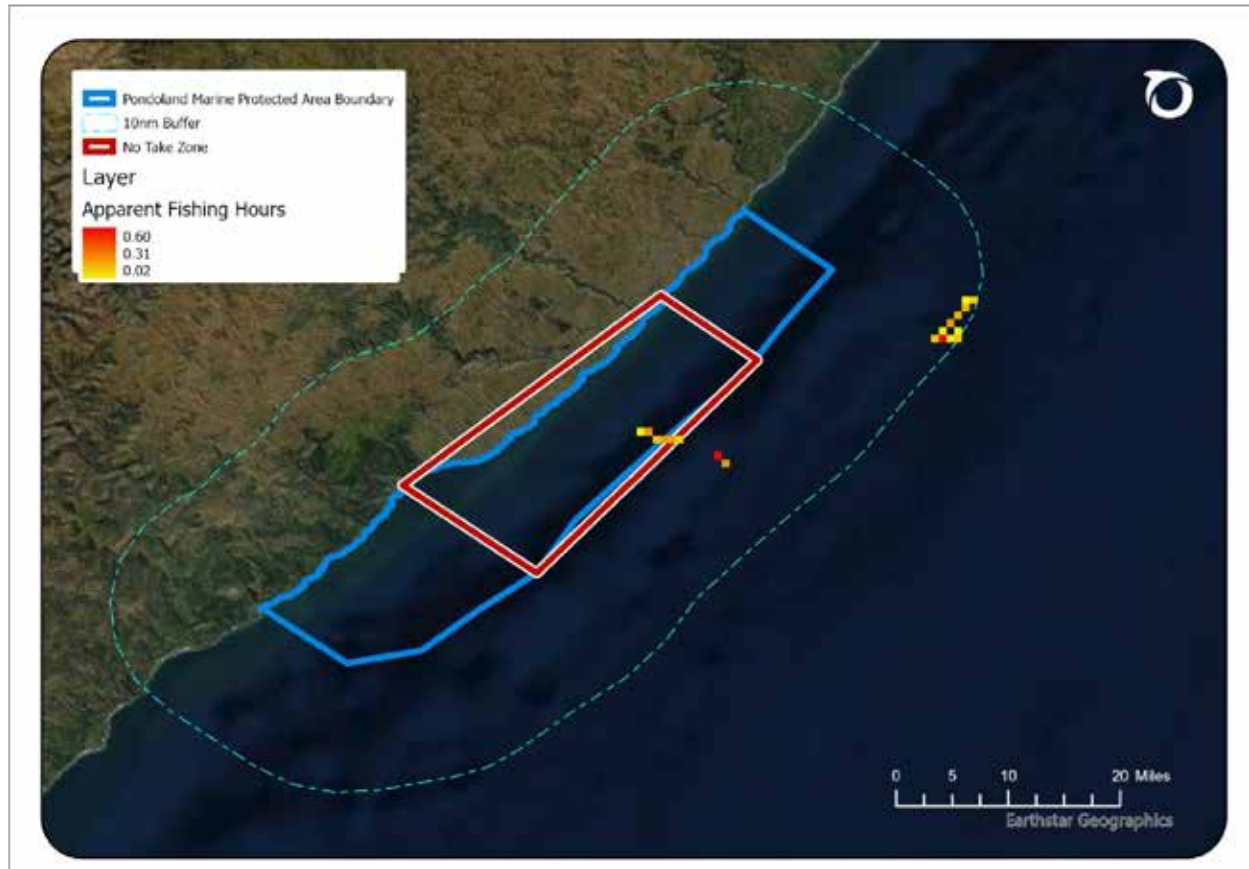 Pondoland Marine Protected Area Boundary
10nm Buffer
No Take Zone
Layer
Apparent Fishing Hours
0.60
0.31
0.02
0 5 10 20 Miles
Earthstar Geographics